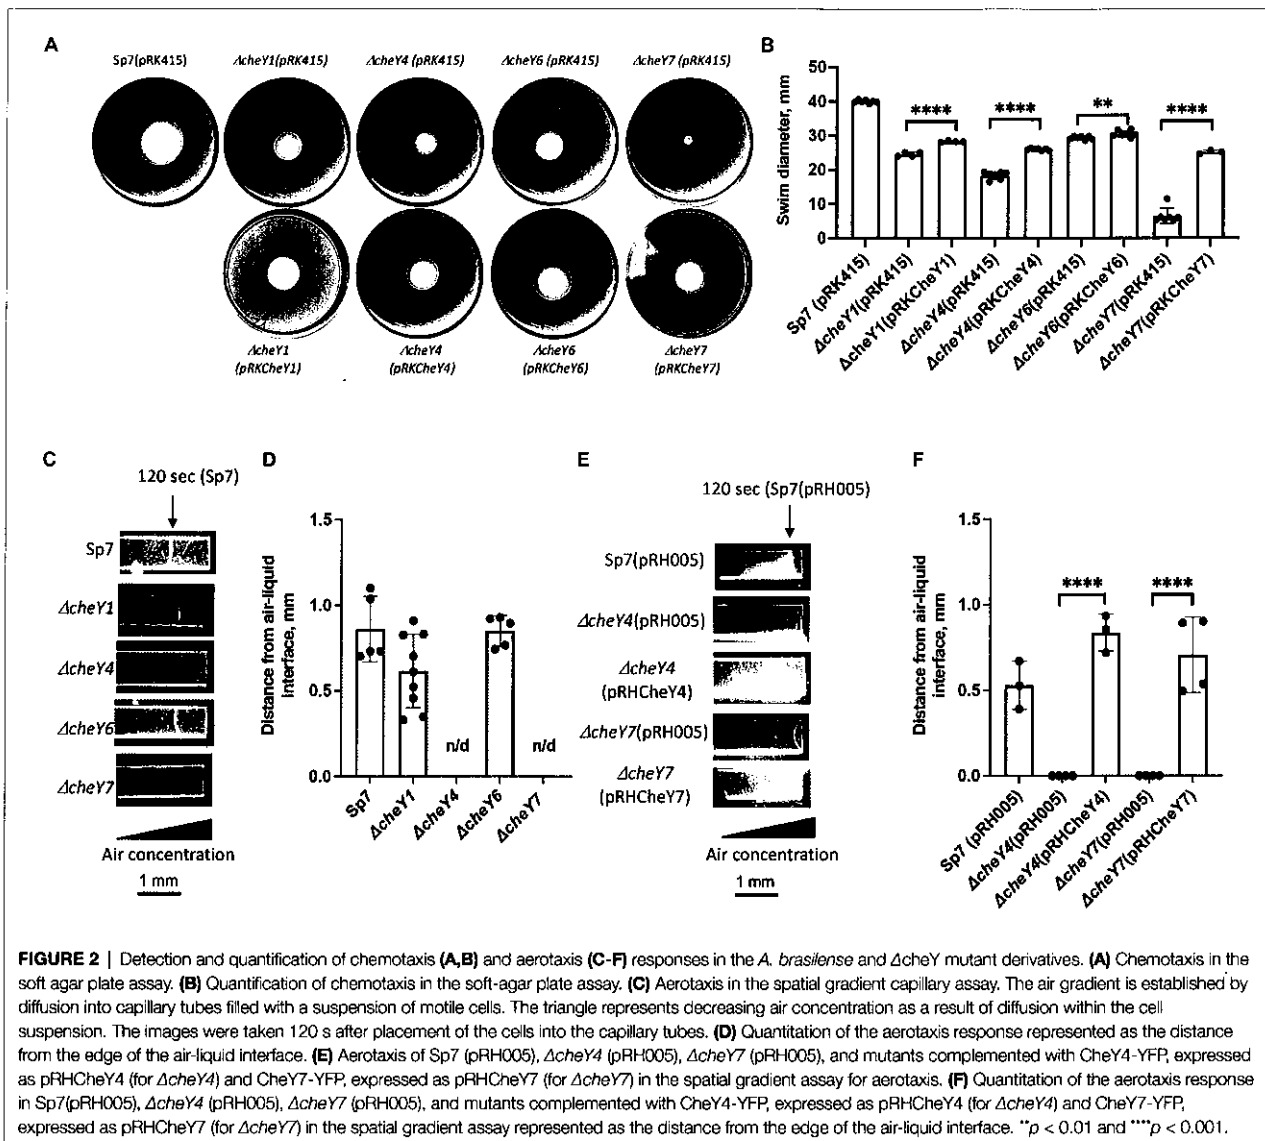 A
Sp7(pRK415)
ΔcheY1(pRK415)
ΔcheY4 (pRK415)
ΔcheY6 (pRK415)
ΔcheY7 (pRK415)
ΔcheY1
(pRKCheY1)
ΔcheY4
(pRKCheY4)
ΔcheY6
(pRKCheY6)
ΔcheY7
(pRKCheY7)
B
Swim diameter, mm
50
40
30
20
10
0
****
****
**
****
Sp7 (pRK415)
ΔcheY1(pRK415)
ΔcheY1(pRKCheY1)
ΔcheY4(pRK415)
ΔcheY4(pRKCheY4)
ΔcheY6(pRK415)
ΔcheY6(pRKCheY6)
ΔcheY7(pRK415)
ΔcheY7(pRKCheY7)
C
120 sec (Sp7)
Sp7
ΔcheY1
ΔcheY4
ΔcheY6
ΔcheY7
Air concentration
1 mm
D
Distance from air-liquid
interface, mm
1.5
1.0
0.5
0.0
n/d
n/d
Sp7
ΔcheY1
ΔcheY4
ΔcheY6
ΔcheY7
E
120 sec (Sp7(pRH005)
Sp7(pRH005)
ΔcheY4(pRH005)
ΔcheY4
(pRHCheY4)
ΔcheY7(pRH005)
ΔcheY7
(pRHCheY7)
Air concentration
1 mm
F
Distance from air-liquid
interface, mm
1.5
1.0
0.5
0.0
****
****
Sp7 (pRH005)
ΔcheY4(pRH005)
ΔcheY4(pRHCheY4)
ΔcheY7(pRH005)
ΔcheY7(pRHCheY7)
FIGURE 2 | Detection and quantification of chemotaxis (A,B) and aerotaxis (C-F) responses in the A. brasilense and ΔcheY mutant derivatives. (A) Chemotaxis in the
soft agar plate assay. (B) Quantification of chemotaxis in the soft-agar plate assay. (C) Aerotaxis in the spatial gradient capillary assay. The air gradient is established by
diffusion into capillary tubes filled with a suspension of motile cells. The triangle represents decreasing air concentration as a result of diffusion within the cell
suspension. The images were taken 120 s after placement of the cells into the capillary tubes. (D) Quantitation of the aerotaxis response represented as the distance
from the edge of the air-liquid interface. (E) Aerotaxis of Sp7 (pRH005), ΔcheY4 (pRH005), ΔcheY7 (pRH005), and mutants complemented with CheY4-YFP, expressed
as pRHCheY4 (for ΔcheY4) and CheY7-YFP, expressed as pRHCheY7 (for ΔcheY7) in the spatial gradient assay for aerotaxis. (F) Quantitation of the aerotaxis response
in Sp7(pRH005), ΔcheY4 (pRH005), ΔcheY7 (pRH005), and mutants complemented with CheY4-YFP, expressed as pRHCheY4 (for ΔcheY4) and CheY7-YFP,
expressed as pRHCheY7 (for ΔcheY7) in the spatial gradient assay represented as the distance from the edge of the air-liquid interface. **p < 0.01 and ****p < 0.001.